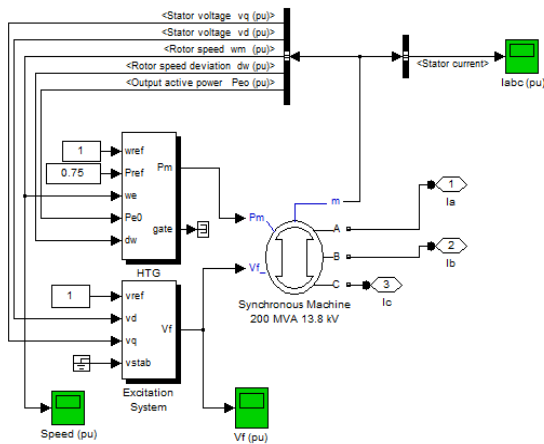 <Stator voltage vq (pu)>
<Stator voltage vd (pu)>
<Rotor speed wm (pu)>
<Rotor speed deviation dw (pu)>
<Output active power Peo (pu)>
<Stator current>
Iabc (pu)
1
wref
Pm
0.75
Pref
we
Pe0
gate
dw
HTG
m
Pm
A
1
Ia
B
2
Ib
Vf_
C
3
Ic
Synchronous Machine
200 MVA 13.8 kV
1
vref
vd
Vf
vq
vstab
Excitation
System
Speed (pu)
Vf (pu)